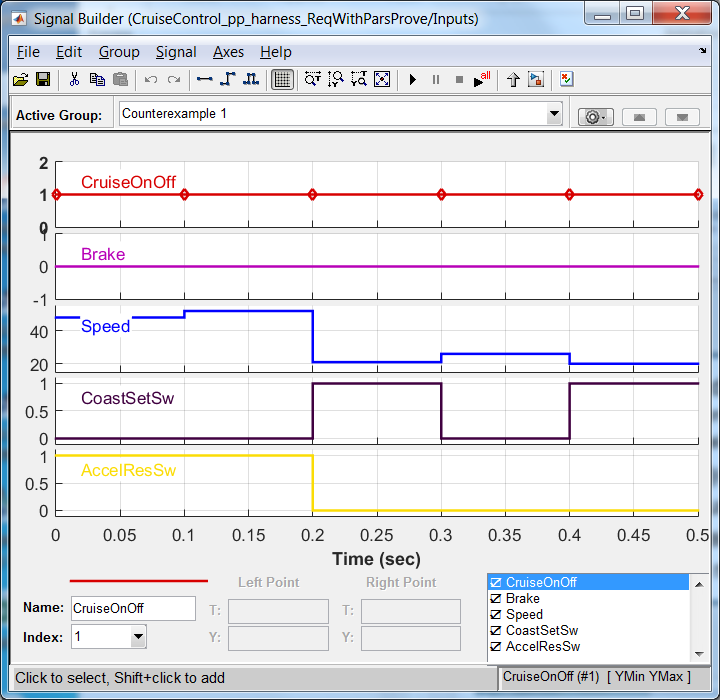 Signal Builder (CruiseControl_pp_harness_ReqWithParsProve/Inputs)
File Edit Group Signal Axes Help
all
Active Group: Counterexample 1
2
CruiseOnOff
1
0
1
Brake
0
-1
Speed
40
20
1
CoastSetSw
0.5
0
1
AccelResSw
0.5
0
0 0.05 0.1 0.15 0.2 0.25 0.3 0.35 0.4 0.45 0.5
Time (sec)
Left Point Right Point
Name: CruiseOnOff T: T:
Index: 1 Y: Y:
CruiseOnOff
Brake
Speed
CoastSetSw
AccelResSw
Click to select, Shift+click to add CruiseOnOff (#1) [ YMin YMax ]